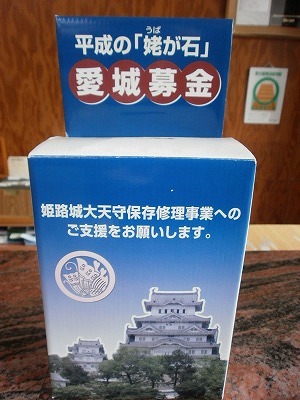 平成の「姥が石」
うば
愛城募金
姫路城大天守保存修理事業への
ご支援をお願いします。